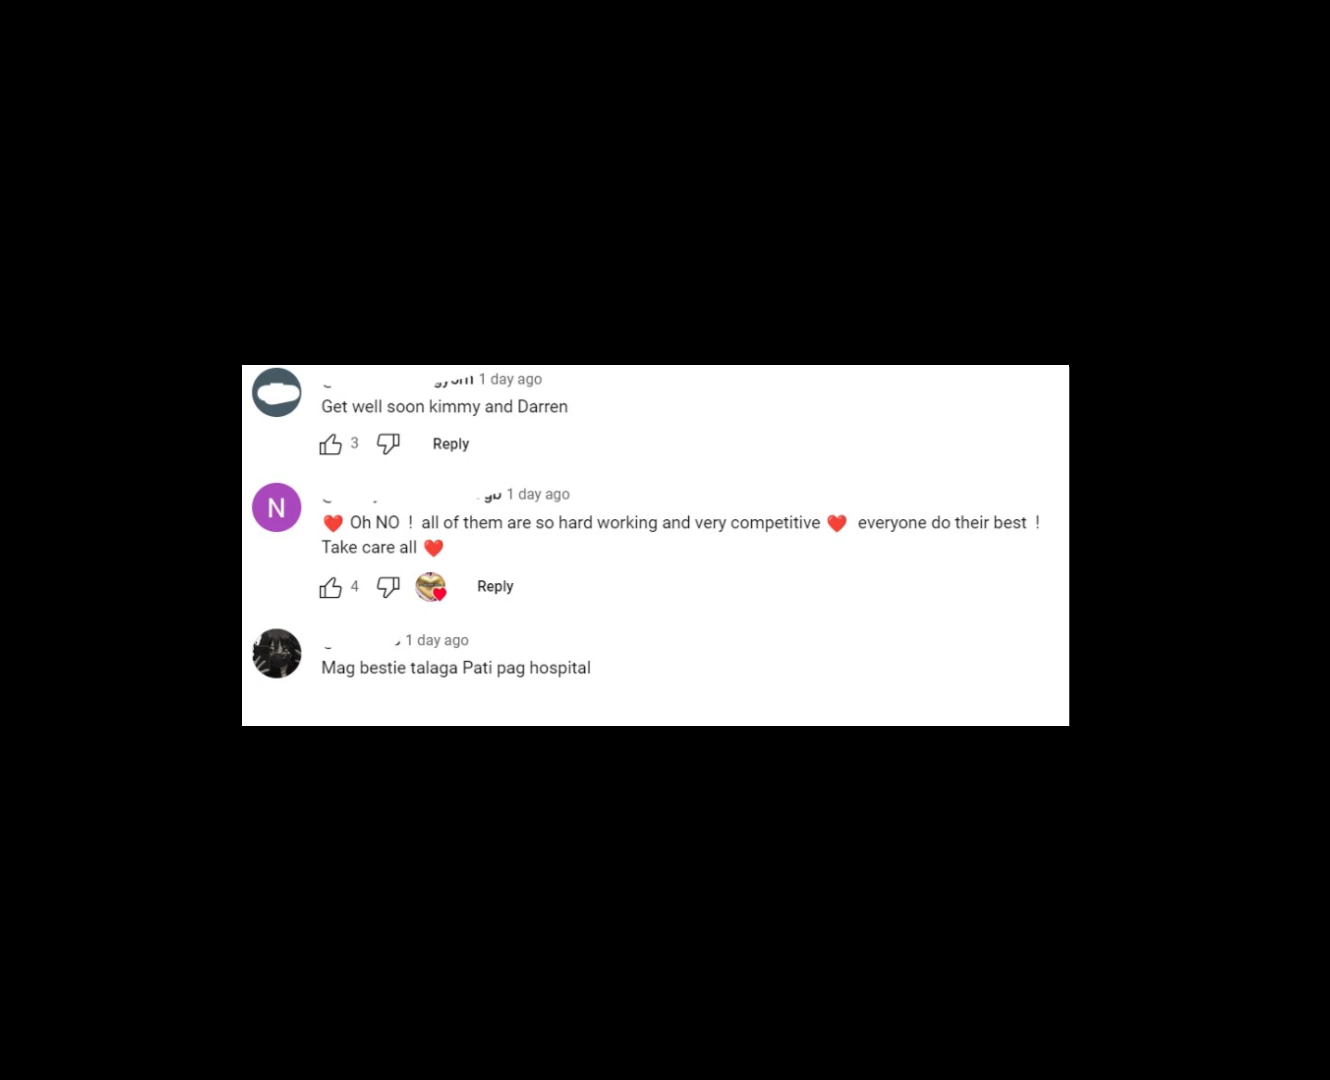 1 day ago
Get well soon kimmy and Darren
3 Reply
N
1 day ago
❤️ Oh NO ! all of them are so hard working and very competitive ❤️ everyone do their best !
Take care all ❤️
4 Reply
1 day ago
Mag bestie talaga Pati pag hospital